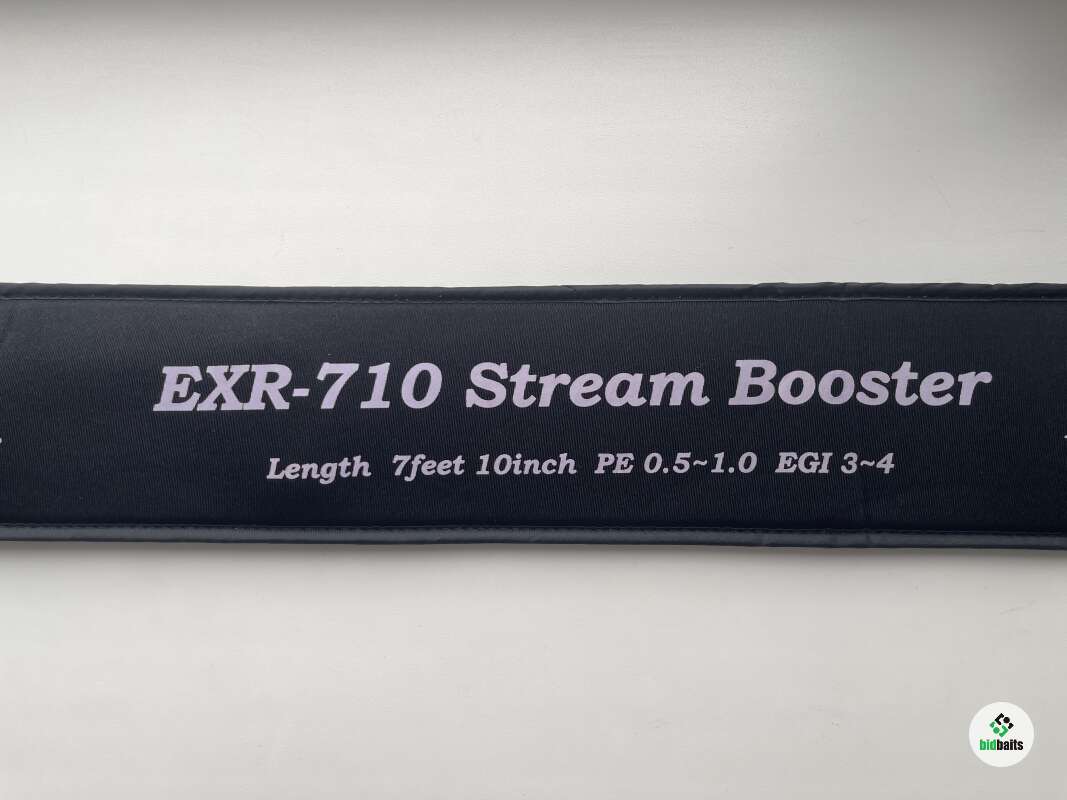 EXR-710 Stream Booster
Length 7feet 10inch PE 0.5~1.0 EGI 3~4
bidbaits